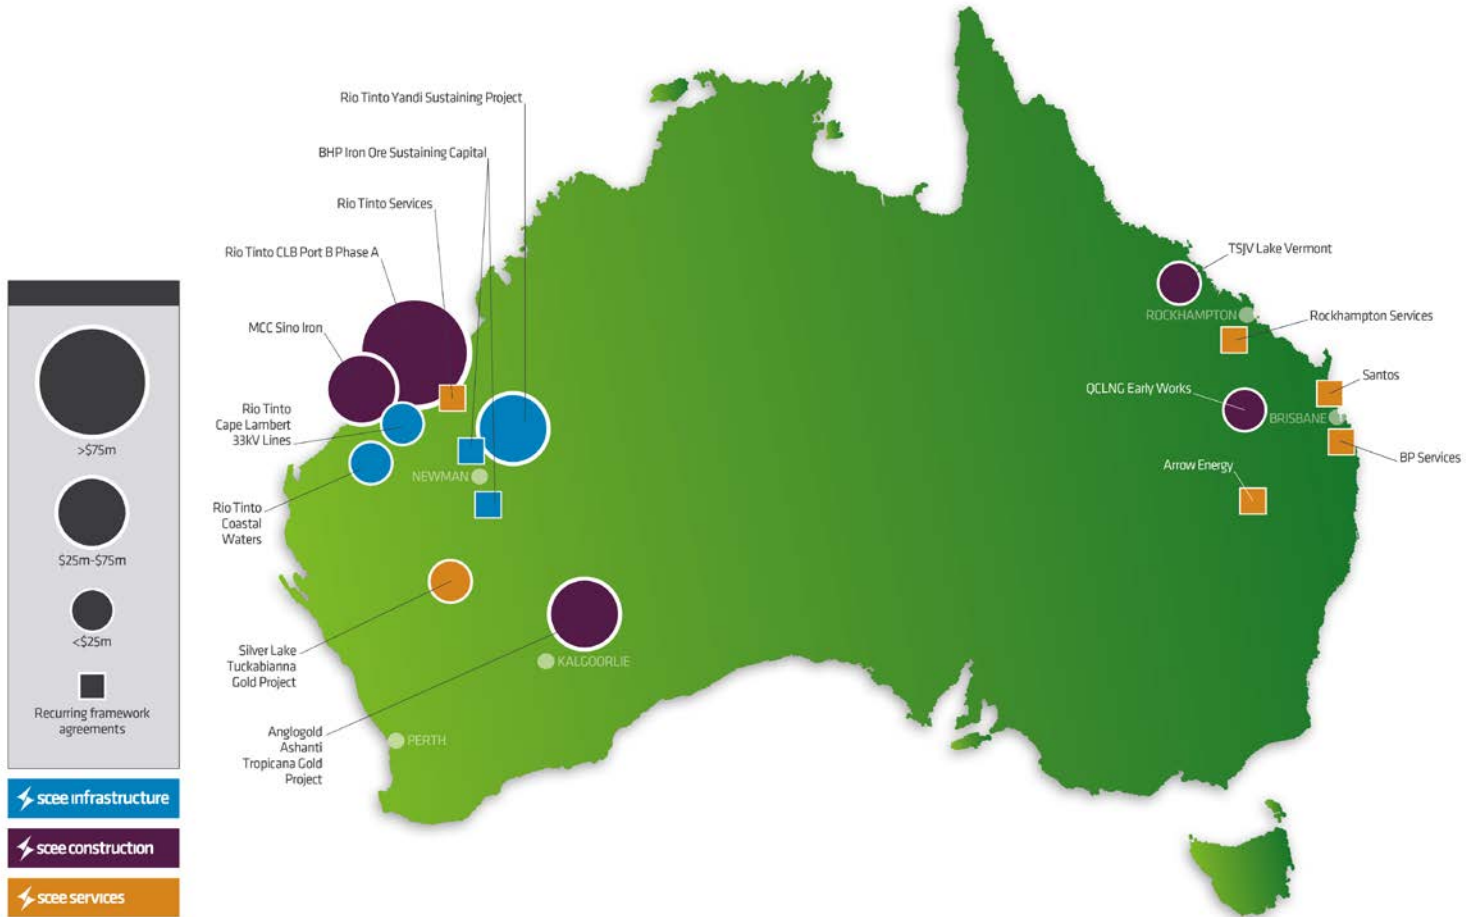 Rio Tinto Yandi Sustaining Project
BHP Iron Ore Sustaining Capital
Rio Tinto Services
Rio Tinto CLB Port B Phase A
MCC Sino Iron
Rio Tinto
Cape Lambert
33kV Lines
NEWMAN
Rio Tinto
Coastal
Waters
Silver Lake
Tuckabianna
Gold Project
KALGOORLIE
Anglogold
Ashanti
Tropicana Gold
Project
PERTH
TSJV Lake Vermont
ROCKHAMPTON
Rockhampton Services
Santos
QCLNG Early Works
BRISBANE
BP Services
Arrow Energy
>$75m
$25m-$75m
<$25m
Recurring framework
agreements
scee infrastructure
scee construction
scee services